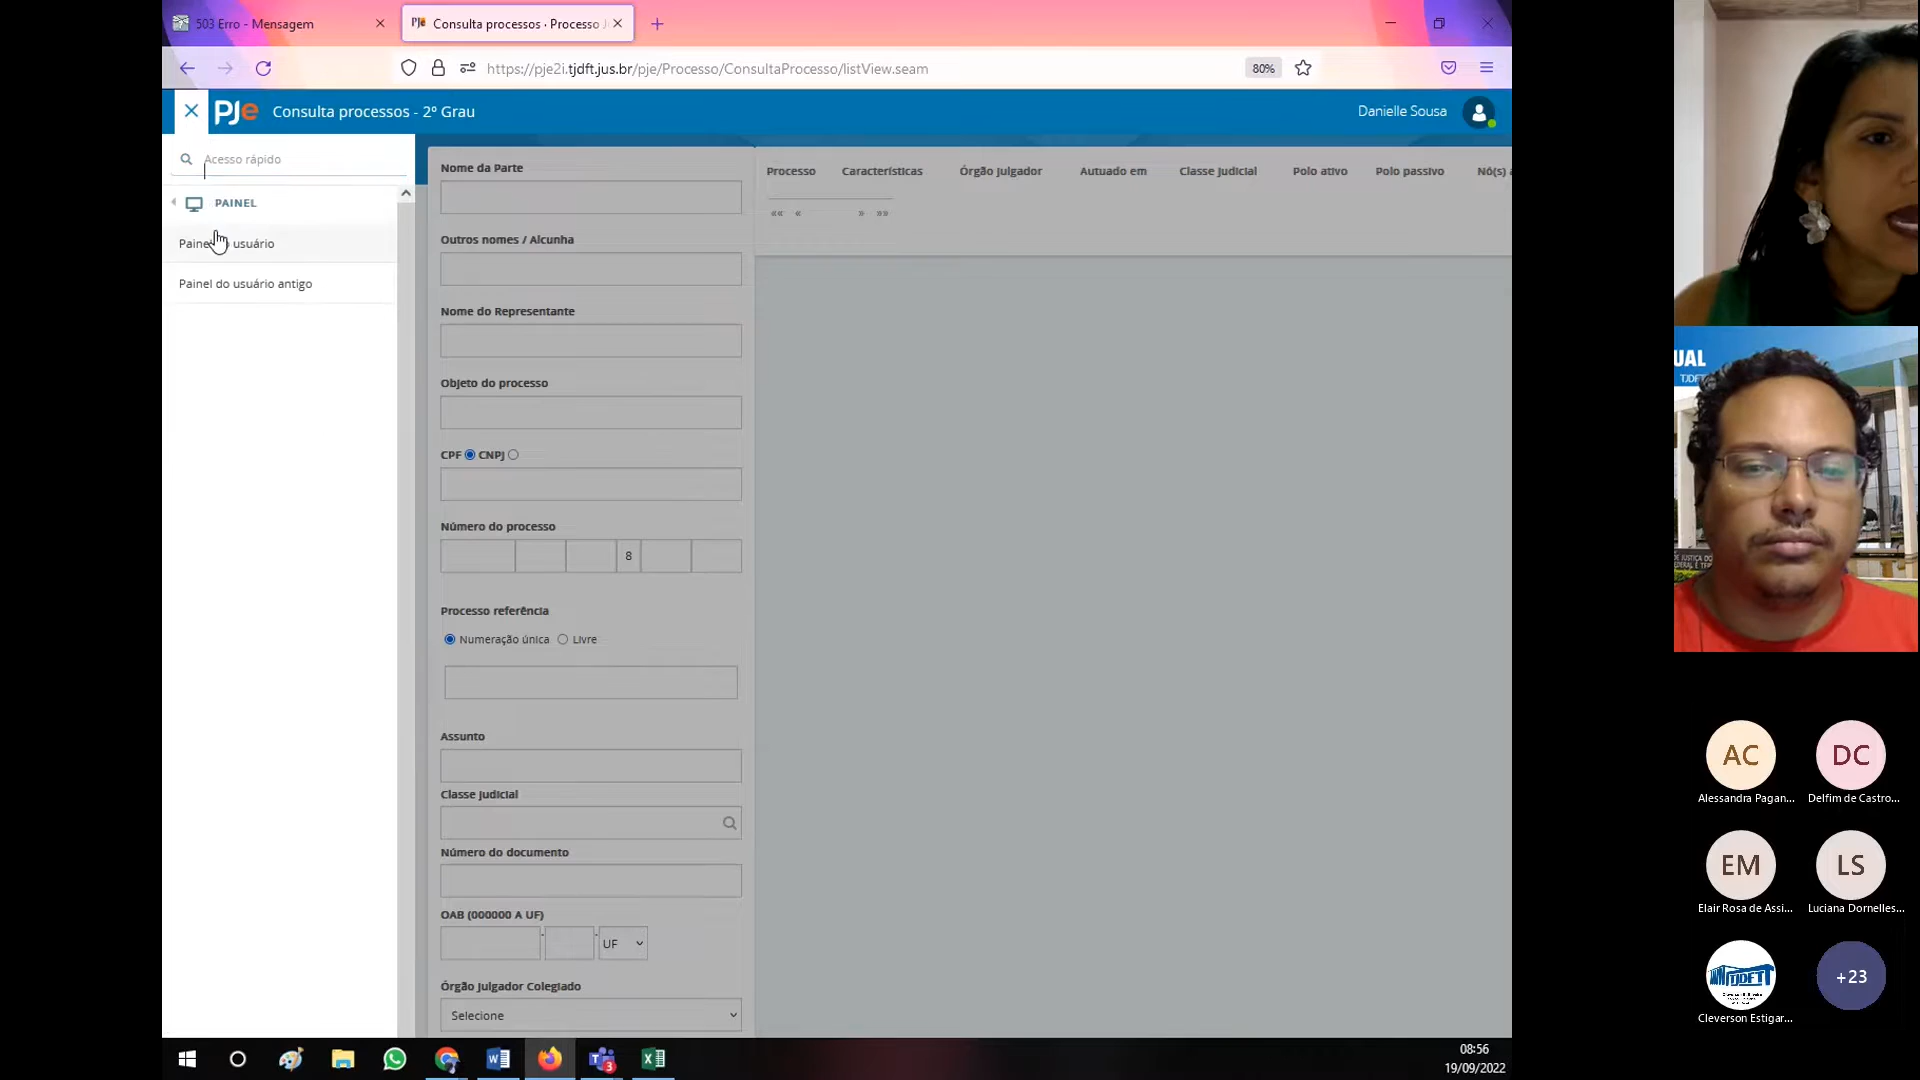 503 Erro - Mensagem
PJe Consulta processos · Processo J
https://pje2i.tjdft.jus.br/pje/Processo/ConsultaProcesso/listView.seam
80%
PJe Consulta processos - 2º Grau
Danielle Sousa
Acesso rápido
PAINEL
usuário
Painel do usuário antigo
Nome da Parte
Outros nomes / Alcunha
Nome do Representante
Objeto do processo
CPF CNPJ
Número do processo
8
Processo referência
Numeração única Livre
Assunto
Classe judicial
Número do documento
OAB (000000 A UF)
- - UF
Órgão Julgador Colegiado
Selecione
Processo Características Órgão julgador Autuado em Classe judicial Polo ativo Polo passivo Nó(s) a
«« « » »»
UAL
TJDFT
AC
Alessandra Pagan...
DC
Delfim de Castro...
EM
Elair Rosa de Assi...
LS
Luciana Dornelles...
TJDFT
Cleverson Estigar...
+23
3
08:56
19/09/2022